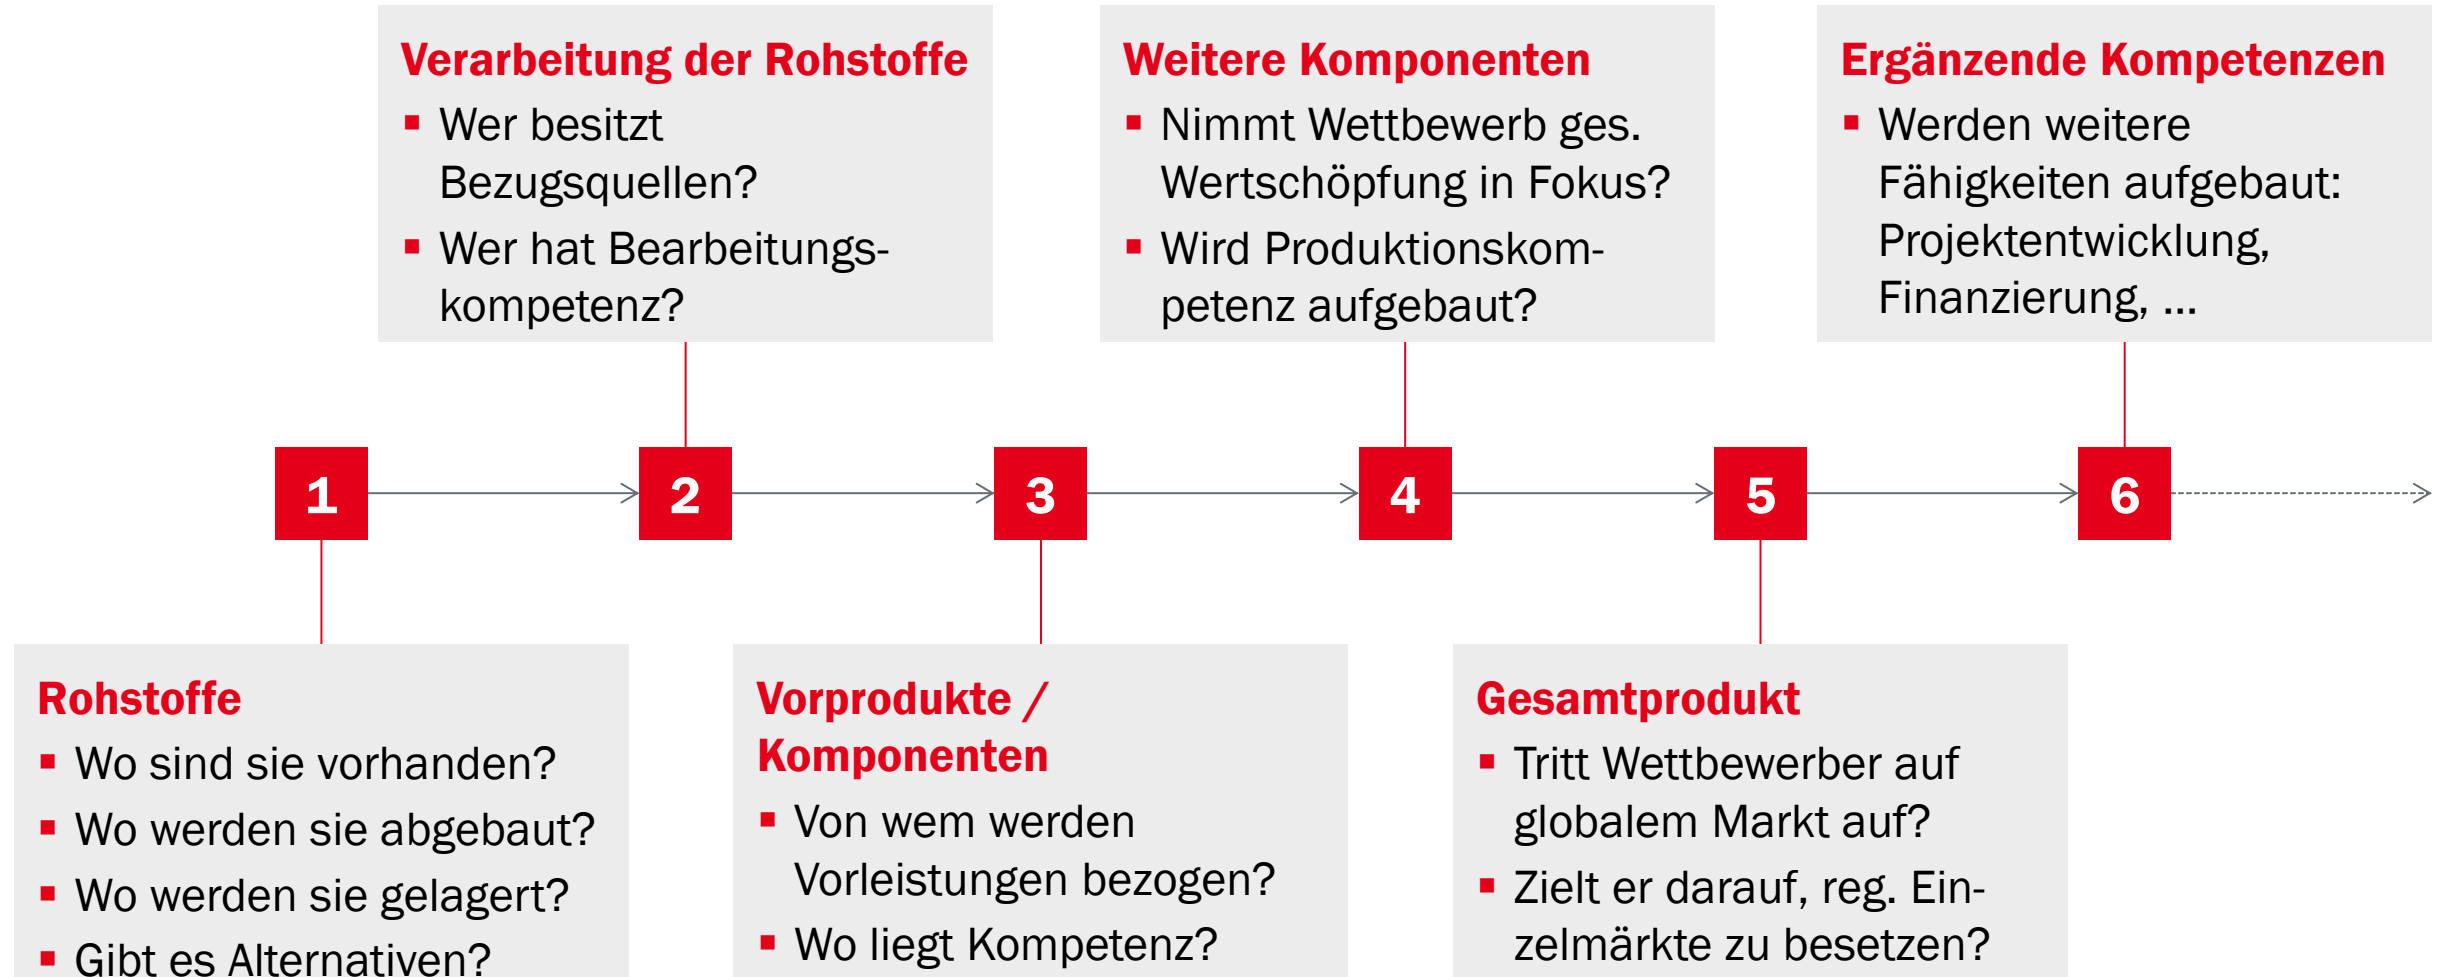 Verarbeitung der Rohstoffe
▪ Wer besitzt
Bezugsquellen?
▪ Wer hat Bearbeitungs-
kompetenz?
Weitere Komponenten
▪ Nimmt Wettbewerb ges.
Wertschöpfung in Fokus?
▪ Wird Produktionskom-
petenz aufgebaut?
Ergänzende Kompetenzen
▪ Werden weitere
Fähigkeiten aufgebaut:
Projektentwicklung,
Finanzierung, ...
1
2
3
4
5
6
Rohstoffe
▪ Wo sind sie vorhanden?
▪ Wo werden sie abgebaut?
▪ Wo werden sie gelagert?
▪ Gibt es Alternativen?
Vorprodukte /
Komponenten
▪ Von wem werden
Vorleistungen bezogen?
▪ Wo liegt Kompetenz?
Gesamtprodukt
▪ Tritt Wettbewerber auf
globalem Markt auf?
▪ Zielt er darauf, reg. Ein-
zelmärkte zu besetzen?